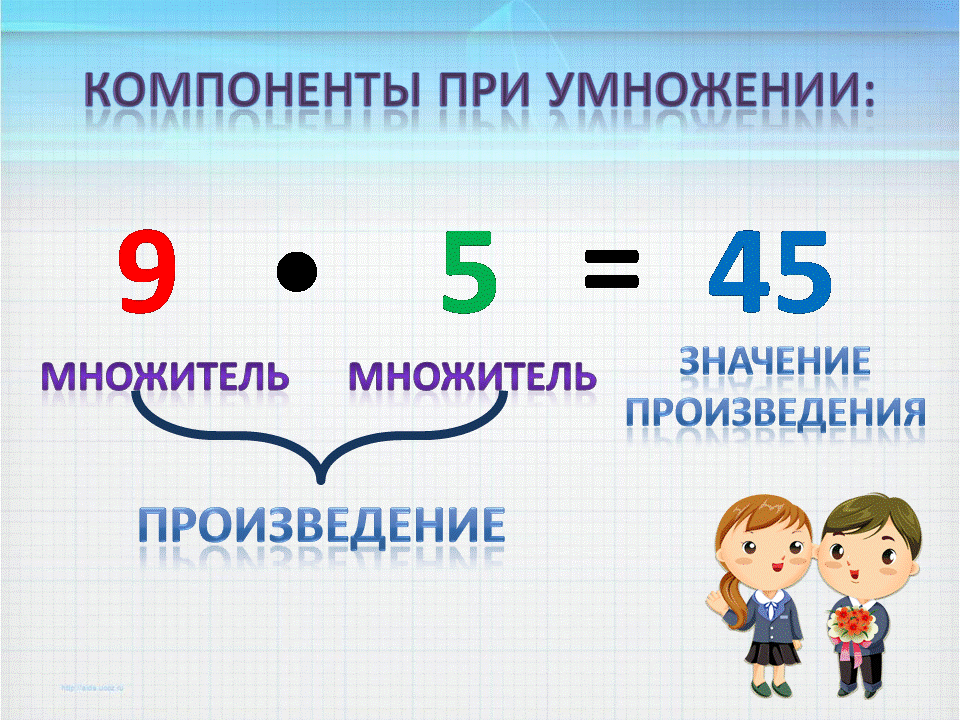 КОМПОНЕНТЫ ПРИ УМНОЖЕНИИ:
9 • 5 = 45
МНОЖИТЕЛЬ МНОЖИТЕЛЬ ЗНАЧЕНИЕ
ПРОИЗВЕДЕНИЯ
ПРОИЗВЕДЕНИЕ